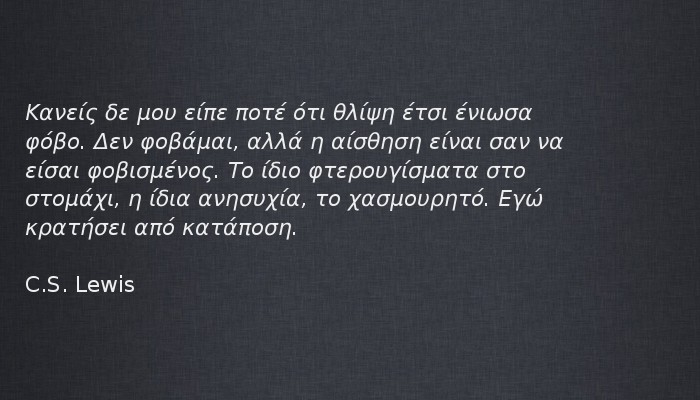 Κανείς δε μου είπε ποτέ ότι θλίψη έτσι ένιωσα
φόβο. Δεν φοβάμαι, αλλά η αίσθηση είναι σαν να
είσαι φοβισμένος. Το ίδιο φτερουγίσματα στο
στομάχι, η ίδια ανησυχία, το χασμουρητό. Εγώ
κρατήσει από κατάποση.
C.S. Lewis